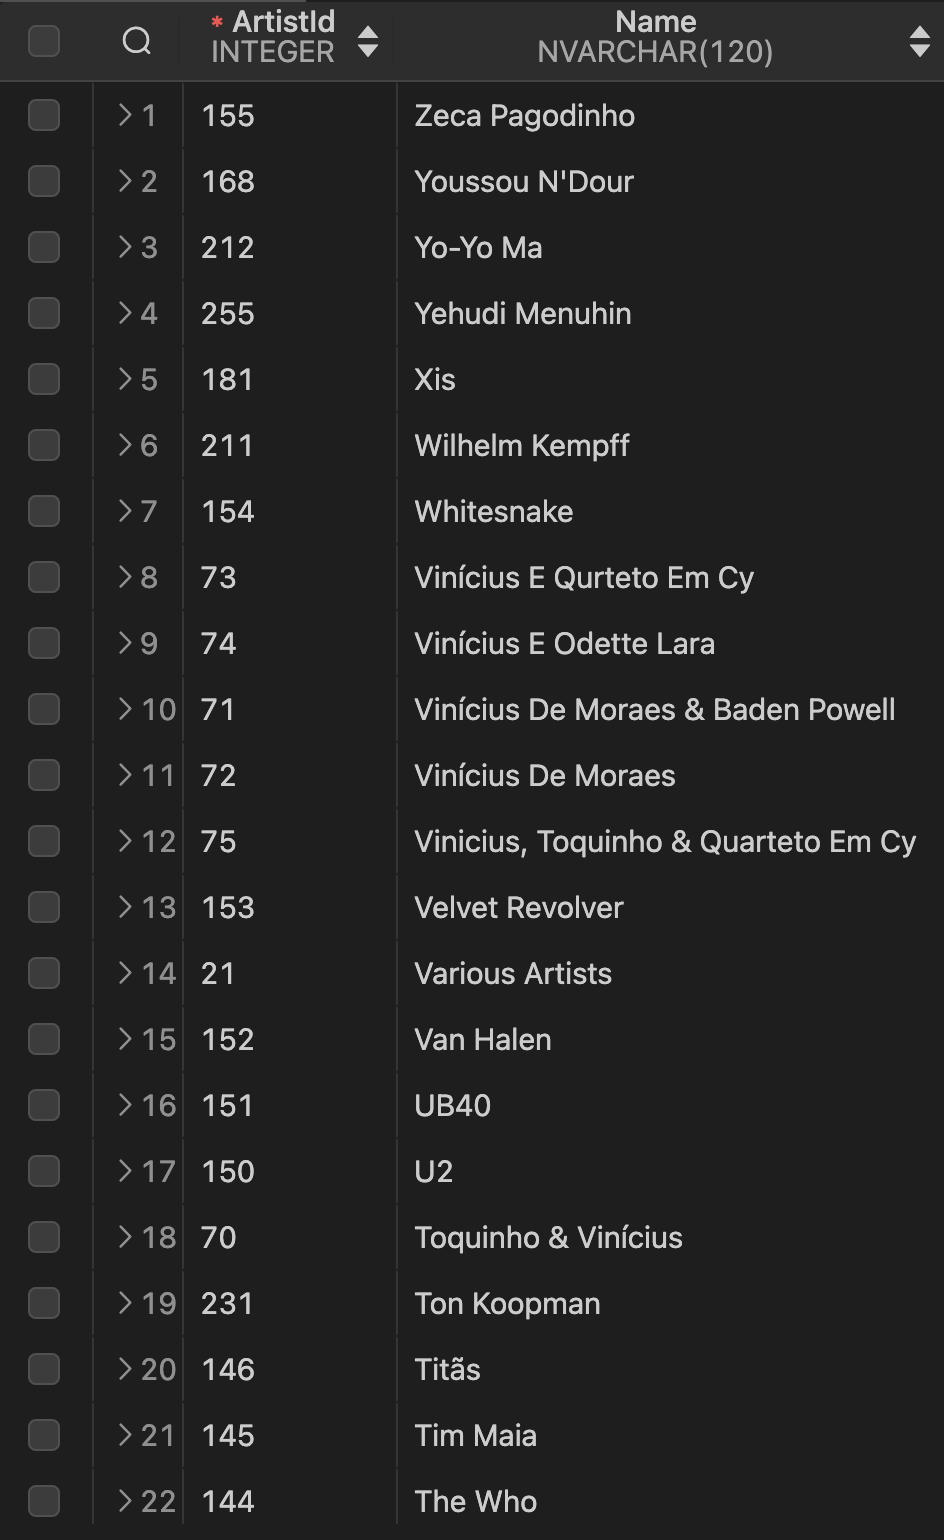 * ArtistId Name
INTEGER NVARCHAR(120)
1 155 Zeca Pagodinho
2 168 Youssou N'Dour
3 212 Yo-Yo Ma
4 255 Yehudi Menuhin
5 181 Xis
6 211 Wilhelm Kempff
7 154 Whitesnake
8 73 Vinícius E Qurteto Em Cy
9 74 Vinícius E Odette Lara
10 71 Vinícius De Moraes & Baden Powell
11 72 Vinícius De Moraes
12 75 Vinicius, Toquinho & Quarteto Em Cy
13 153 Velvet Revolver
14 21 Various Artists
15 152 Van Halen
16 151 UB40
17 150 U2
18 70 Toquinho & Vinícius
19 231 Ton Koopman
20 146 Titãs
21 145 Tim Maia
22 144 The Who